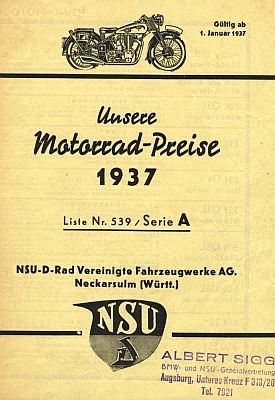 Gültig ab
1. Januar 1937
Unsere
Motorrad-Preise
1937
Liste Nr. 539 / Serie A
NSU-D-Rad Vereinigte Fahrzeugwerke AG.
Neckarsulm (Württ.)
NSU
ALBERT SIGG
BMW- und NSU-Generalvertretung
Augsburg, Unteres Kreuz F 318/20
Tel. 7921